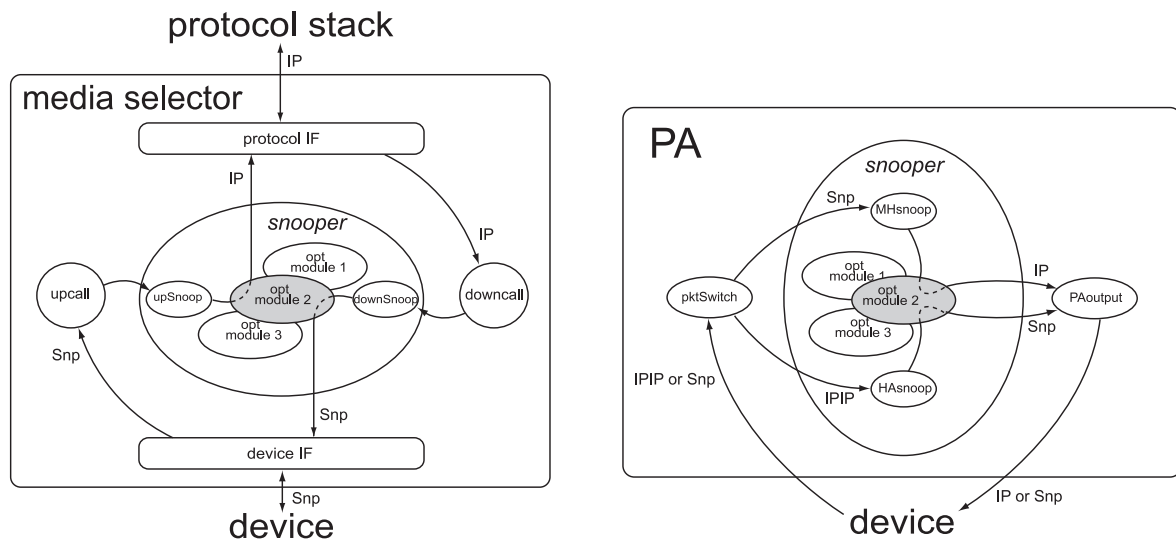 protocol stack
IP
media selector
protocol IF
IP
IP
snooper
opt
module 1
upcall
upSnoop
opt
module 2
downSnoop
downcall
opt
module 3
Snp
Snp
device IF
Snp
device
PA
snooper
Snp
MHsnoop
opt
module 1
IP
pktSwitch
opt
module 2
PAoutput
Snp
opt
module 3
IPIP or Snp
IPIP
HAsnoop
IP or Snp
device